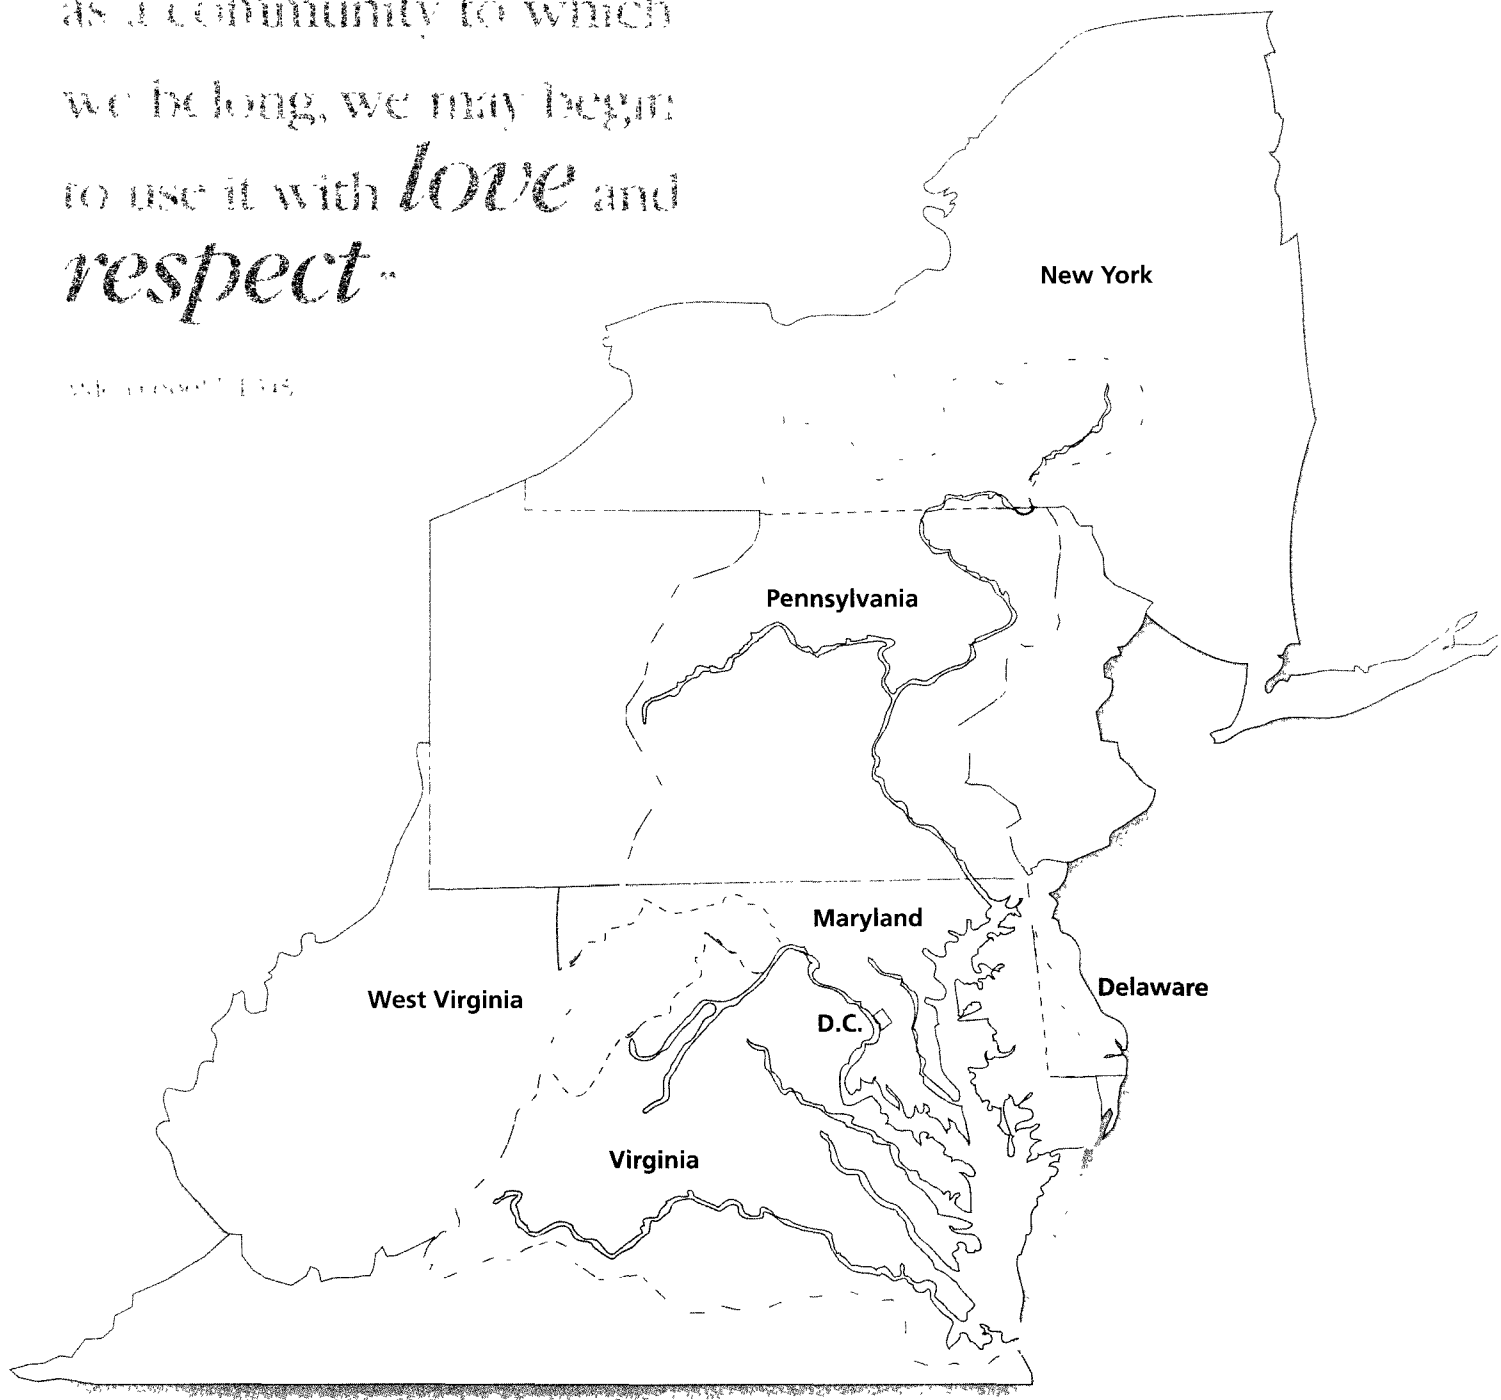 as a community to which
we belong, we may begin
to use it with love and
respect"
New York
Pennsylvania
Maryland
West Virginia
Delaware
D.C.
Virginia